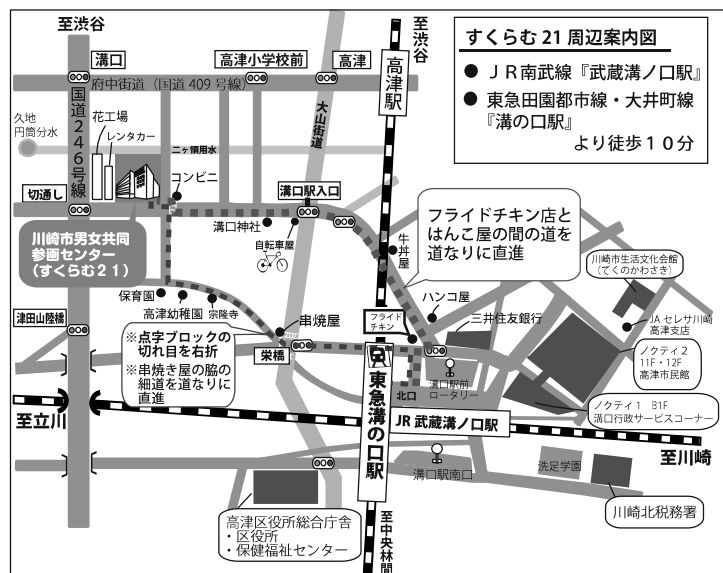 至渋谷
溝口
高津小学校前
高津
至渋谷
高津駅
府中街道（国道409号線）
すくらむ21周辺案内図
● ＪＲ南武線『武蔵溝ノ口駅』
● 東急田園都市線・大井町線
『溝の口駅』
より徒歩１０分
国道246号線
久地
円筒分水
花工場
レンタカー
大山街道
二ヶ領用水
コンビニ
切通し
溝口駅入口
川崎市男女共同
参画センター
（すくらむ２１）
溝口神社
自転車屋
牛丼屋
フライドチキン店と
はんこ屋の間の道を
道なりに直進
川崎市生活文化会館
（てくのかわさき）
保育園
高津幼稚園
宗隆寺
串焼屋
ハンコ屋
三井住友銀行
フライド
チキン
JAセレサ川崎
高津支店
津田山陸橋
※点字ブロックの
切れ目を右折
※串焼き屋の脇の
細道を道なりに
直進
栄橋
ノクティ２
11F・12F
高津市民館
溝口駅前
ロータリー
北口
東急溝の口駅
ノクティ１　B1F
溝口行政サービスコーナー
至立川
JR 武蔵溝ノ口駅
至川崎
溝口駅南口
洗足学園
川崎北税務署
高津区役所総合庁舎
・区役所
・保健福祉センター
至中央林間